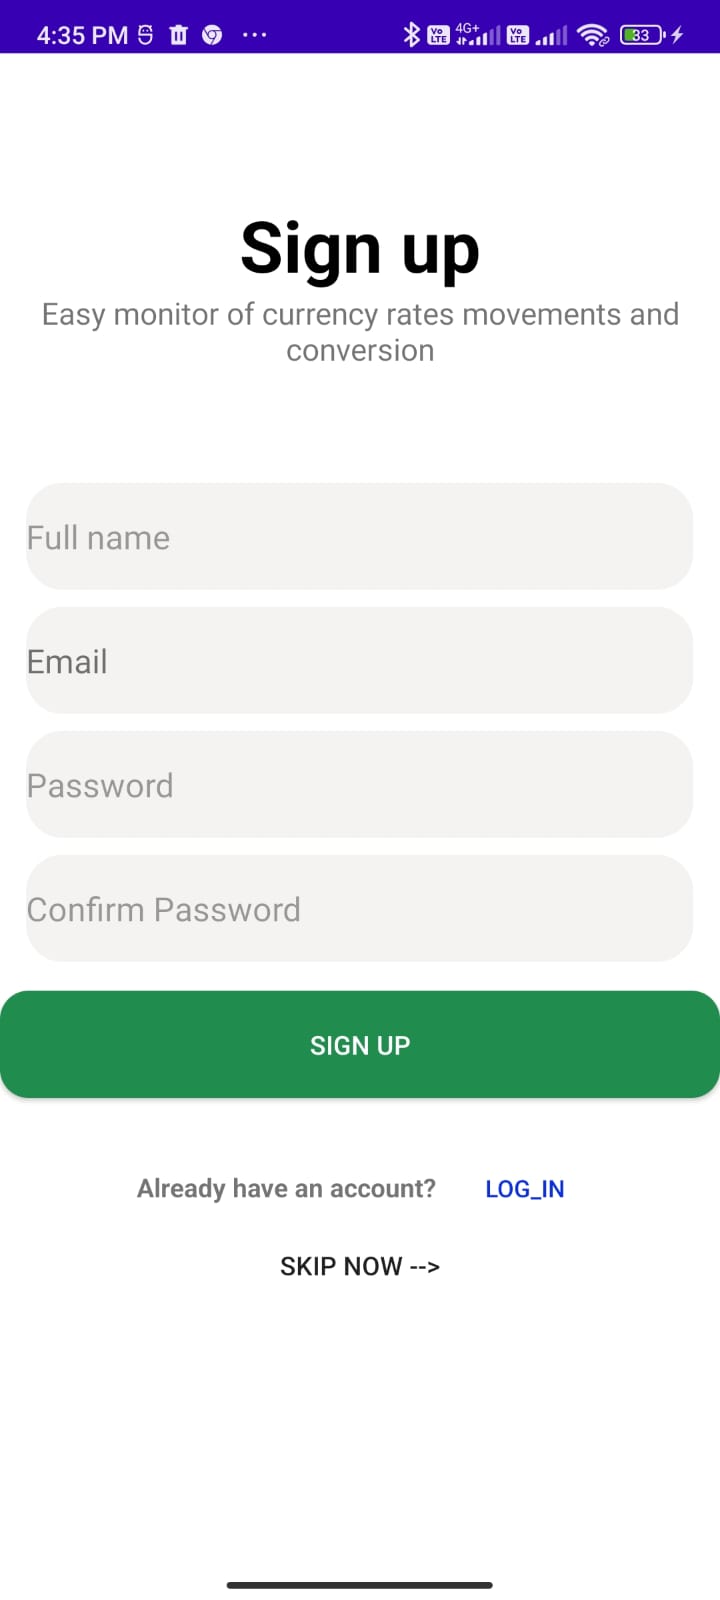 4:35 PM
Vo LTE 4G+ Vo LTE 33
Sign up
Easy monitor of currency rates movements and
conversion
Full name
Email
Password
Confirm Password
SIGN UP
Already have an account? LOG_IN
SKIP NOW -->